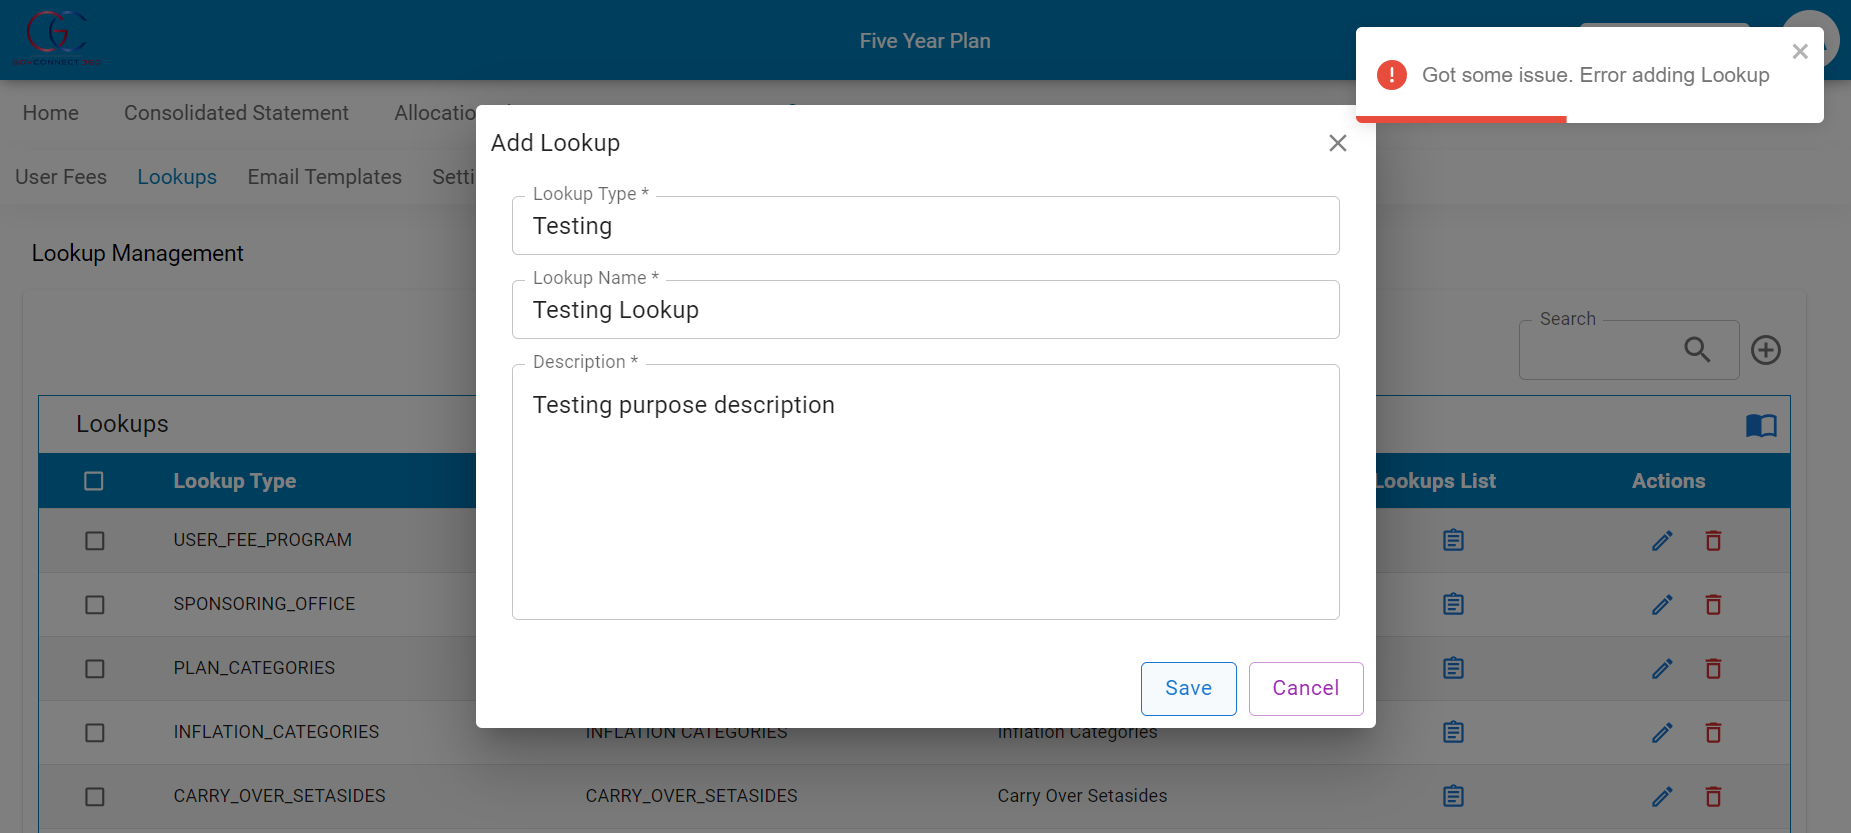 Five Year Plan
Got some issue. Error adding Lookup
Home Consolidated Statement
User Fees Lookups Email Templates
Add Lookup
Lookup Type *
Testing
Lookup Name *
Testing Lookup
Description *
Testing purpose description
Save Cancel
Lookup Management
Search
Lookups
Lookup Type Lookups List Actions
USER_FEE_PROGRAM
SPONSORING_OFFICE
PLAN_CATEGORIES
INFLATION_CATEGORIES INFLATION CATEGORIES Inflation Categories
CARRY_OVER_SETASIDES CARRY_OVER_SETASIDES Carry Over Setasides